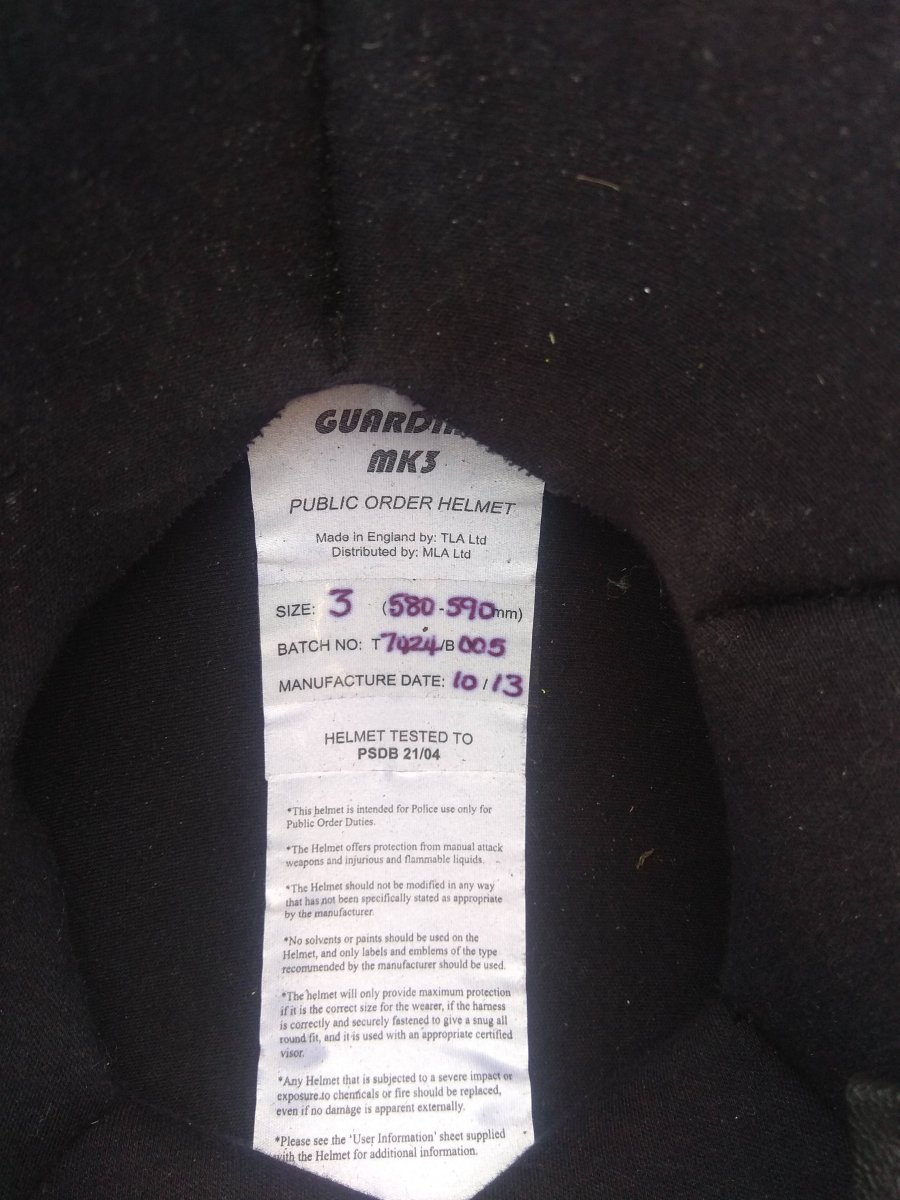 MK3
PUBLIC ORDER HELMET
Made in England by: TLA Ltd
Distributed by: MLA Ltd
SIZE: 3 (580-590mm)
BATCH NO: T7424/B005
MANUFACTURE DATE: 10/13
HELMET TESTED TO
PSDB 21/04
*This helmet is intended for Police use only for
Public Order Duties.
*The Helmet offers protection from manual attack
weapons and injurious and flammable liquids.
*The Helmet should not be modified in any way
that has not been specifically stated as appropriate
by the manufacturer.
*No solvents or paints should be used on the
Helmet, and only labels and emblems of the type
recommended by the manufacturer should be used.
*The helmet will only provide maximum protection
if it is the correct size for the wearer, if the harness
is correctly and securely fastened to give a snug all
round fit, and it is used with an appropriate certified
visor.
*Any Helmet that is subjected to a severe impact or
exposure to chemicals or fire should be replaced,
even if no damage is apparent externally.
*Please see the 'User Information' sheet supplied
with the Helmet for additional information.